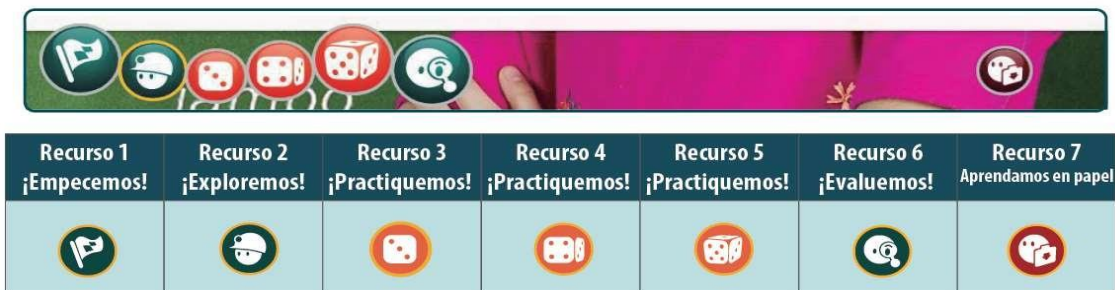 Recurso 1
¡Empecemos!
Recurso 2
¡Exploremos!
Recurso 3
¡Practiquemos!
Recurso 4
¡Practiquemos!
Recurso 5
¡Practiquemos!
Recurso 6
¡Evaluemos!
Recurso 7
Aprendamos en papel